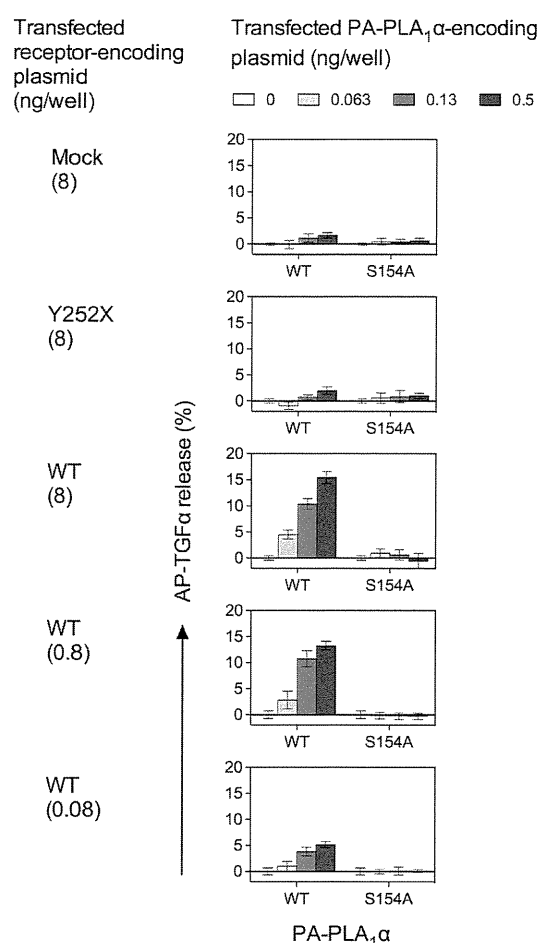 Transfected
receptor-encoding
plasmid
(ng/well)
Transfected PA-PLA₁α-encoding
plasmid (ng/well)
0 0.063 0.13 0.5
Mock
(8)
20
15
10
5
0
WT S154A
Y252X
(8)
20
15
10
5
0
WT S154A
WT
(8)
20
15
10
5
0
WT S154A
WT
(0.8)
20
15
10
5
0
WT S154A
WT
(0.08)
20
15
10
5
0
WT S154A
AP-TGFα release (%)
PA-PLA₁α